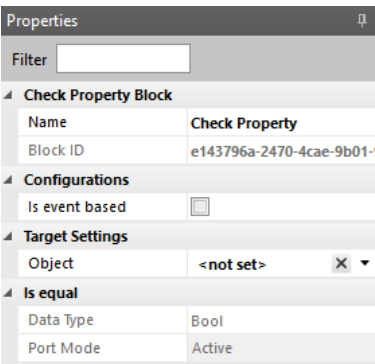 Properties
Filter
Check Property Block
Name Check Property
Block ID e143796a-2470-4cae-9b01-
Configurations
Is event based
Target Settings
Object <not set>
Is equal
Data Type Bool
Port Mode Active